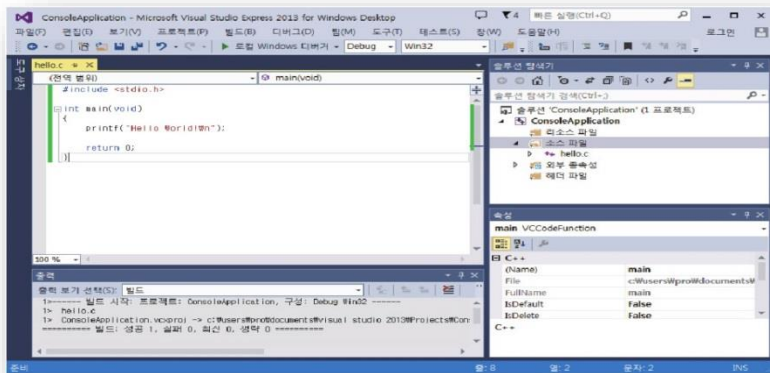 ConsoleApplication - Microsoft Visual Studio Express 2013 for Windows Desktop
4
빠른 실행(Ctrl+Q)
파일(F) 편집(E) 보기(V) 프로젝트(P) 빌드(B) 디버그(D) 팀(M) 도구(T) 테스트(S) 창(W) 도움말(H)
로그인
로컬 Windows 디버거 Debug Win32
도구 상자
hello.c
(전역 범위)
main(void)
#include <stdio.h>
int main(void)
{
printf("Hello World!₩n");
return 0;
}
100 %
출력
출력 보기 선택(S): 빌드
1>------ 빌드 시작: 프로젝트: ConsoleApplication, 구성: Debug Win32 ------
1> hello.c
1> ConsoleApplication.vcxproj -> c:₩users₩pro₩documents₩visual studio 2013₩Projects₩Con
========== 빌드: 성공 1, 실패 0, 최신 0, 생략 0 ==========
솔루션 탐색기
솔루션 탐색기 검색(Ctrl+;)
솔루션 'ConsoleApplication' (1 프로젝트)
ConsoleApplication
리소스 파일
소스 파일
hello.c
외부 종속성
헤더 파일
속성
main VCCodeFunction
C++
(Name) main
File c:₩users₩pro₩documents₩
FullName main
IsDefault False
IsDelete False
C++
준비
줄: 8
열: 2
문자: 2
INS